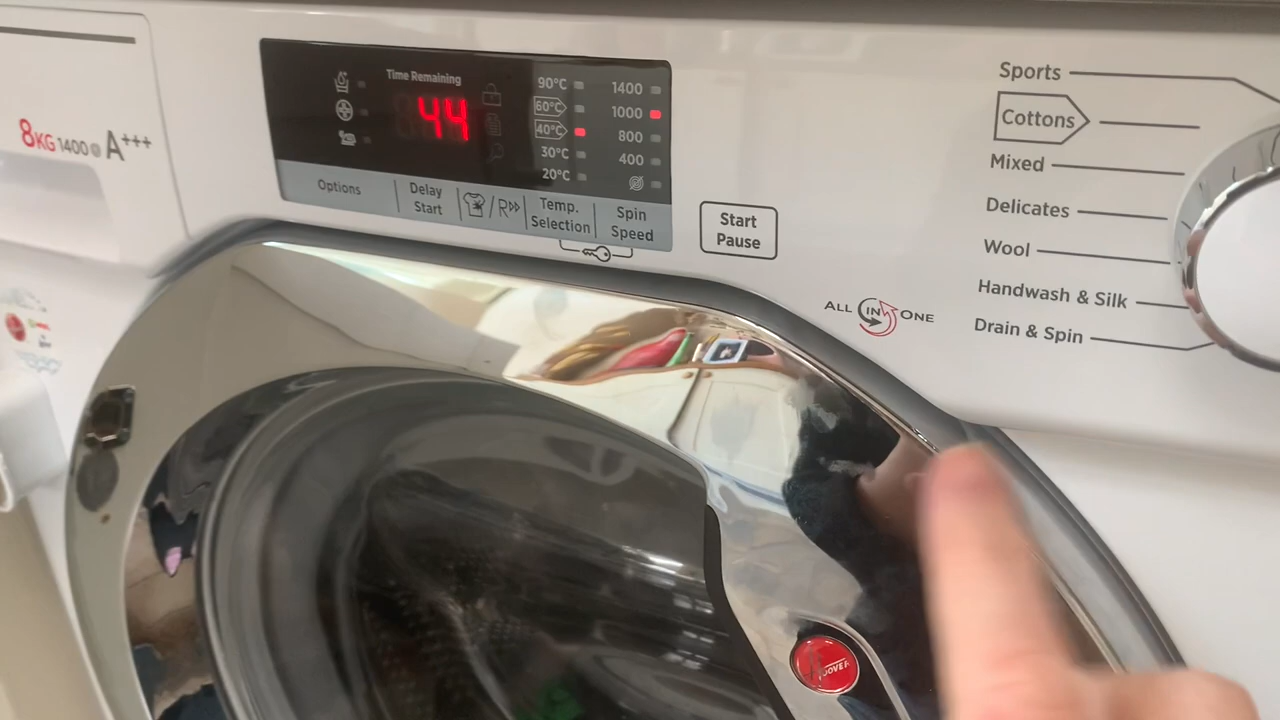 8KG 1400 A+++
Time Remaining
44
90°C
60°C
40°C
30°C
20°C
1400
1000
800
400
Options
Delay
Start
Temp.
Selection
Spin
Speed
Start
Pause
ALL IN ONE
Sports
Cottons
Mixed
Delicates
Wool
Handwash & Silk
Drain & Spin
HOOVER